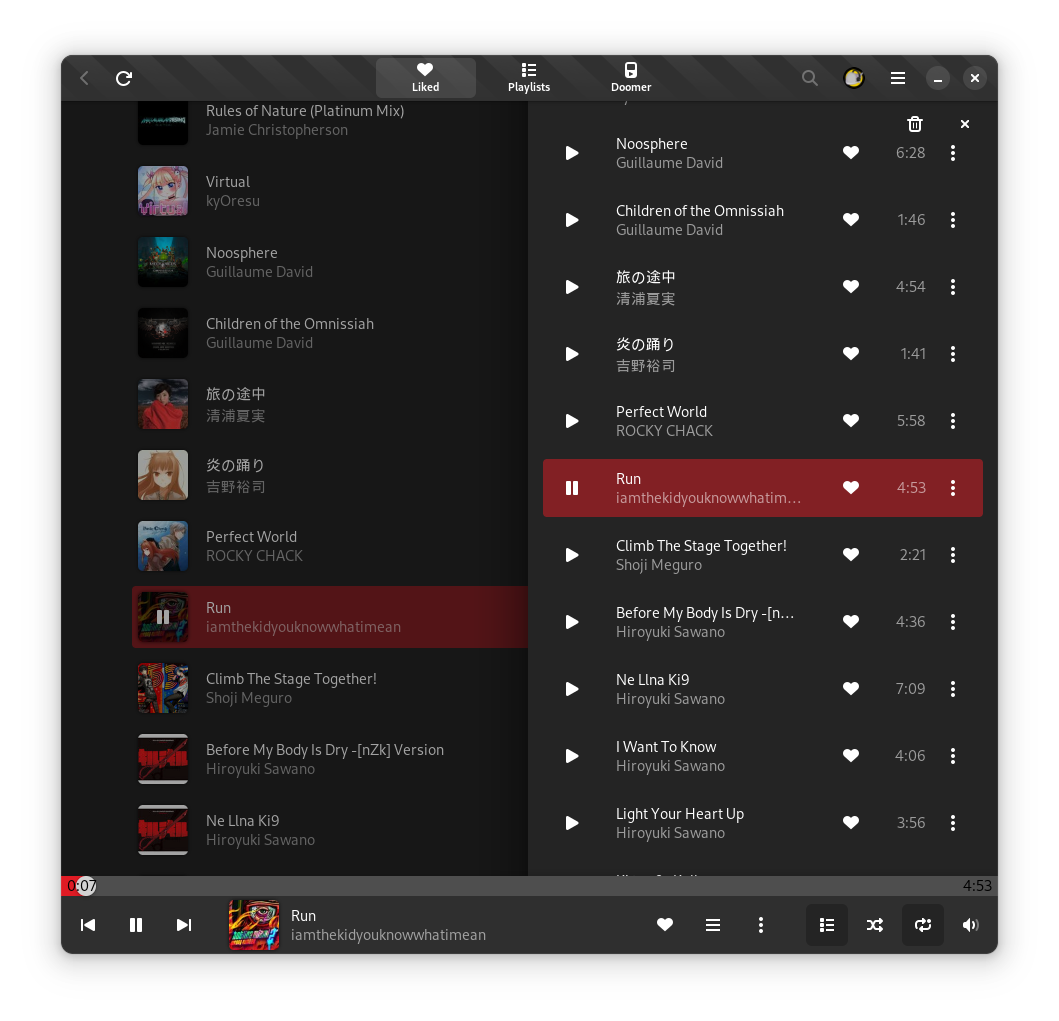 Liked
Playlists
Doomer
Rules of Nature (Platinum Mix)
Jamie Christopherson
Virtual
kyOresu
Noosphere
Guillaume David
Children of the Omnissiah
Guillaume David
旅の途中
清浦夏実
炎の踊り
吉野裕司
Perfect World
ROCKY CHACK
Run
iamthekidyouknowwhatimean
Climb The Stage Together!
Shoji Meguro
Before My Body Is Dry -[nZk] Version
Hiroyuki Sawano
Ne Llna Ki9
Hiroyuki Sawano
Noosphere
Guillaume David
6:28
Children of the Omnissiah
Guillaume David
1:46
旅の途中
清浦夏実
4:54
炎の踊り
吉野裕司
1:41
Perfect World
ROCKY CHACK
5:58
Run
iamthekidyouknowwhatim…
4:53
Climb The Stage Together!
Shoji Meguro
2:21
Before My Body Is Dry -[n…
Hiroyuki Sawano
4:36
Ne Llna Ki9
Hiroyuki Sawano
7:09
I Want To Know
Hiroyuki Sawano
4:06
Light Your Heart Up
Hiroyuki Sawano
3:56
0:07
4:53
Run
iamthekidyouknowwhatimean